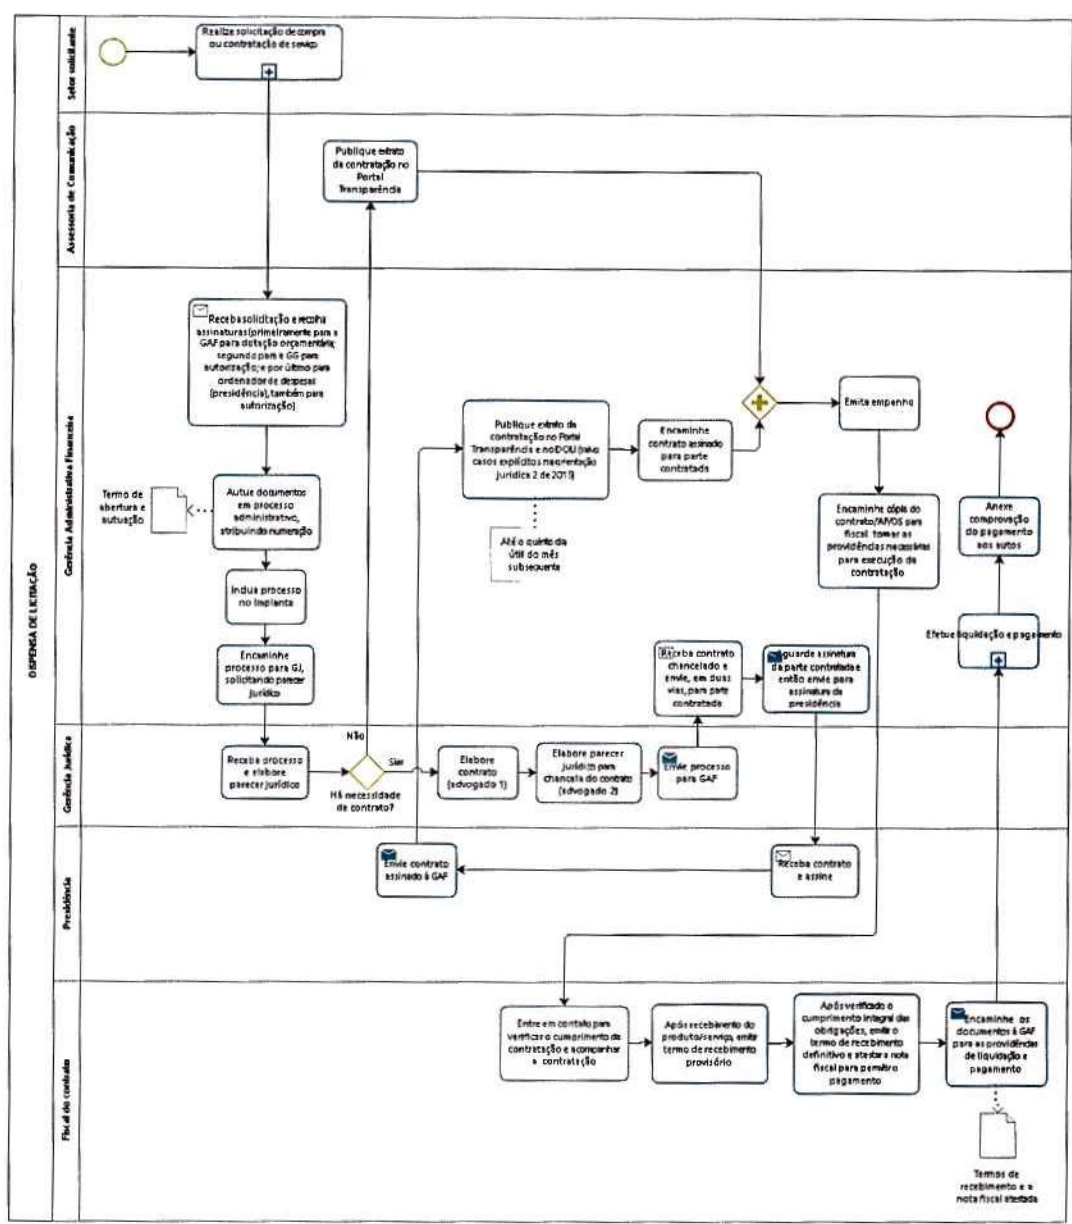 DISPENSA DE LICITAÇÃO
Setor solicitante
Realize solicitação de compra
ou contratação de serviço
Assessoria de Comunicação
Publique extrato
da contratação no
Portal
Transparência
Gerência Administrativa Financeira
Receba solicitação e recolha
assinaturas (primeiramente para a
GAF para dotação orçamentária;
segundo para a GG para
autorização; e por último para
ordenador de despesas
(presidência), também para
autorização)
Termo de
abertura e
autuação
Autue documentos
em processo
administrativo,
atribuindo numeração
Inclua processo
no Implanta
Encaminhe
processo para GJ,
solicitando parecer
jurídico
Publique extrato da
contratação no Portal
Transparência e no DOU (salvo
casos explícitos na orientação
jurídica 2 de 2015)
Até o quinto dia
útil do mês
subsequente
Encaminhe
contrato assinado
para parte
contratada
Emita empenho
Encaminhe cópia do
contrato/AF/OS para
fiscal tomar as
providências necessárias
para execução da
contratação
Anexe
comprovação
do pagamento
aos autos
Efetue liquidação e pagamento
Receba contrato
chancelado e
envie, em duas
vias, para parte
contratada
Aguarde assinatura
da parte contratada e
então envie para
assinatura da
presidência
Gerência Jurídica
Receba processo
e elabore
parecer jurídico
Não
Sim
Há necessidade
de contrato?
Elabore
contrato
(advogado 1)
Elabore parecer
jurídico para
chancela do contrato
(advogado 2)
Envie processo
para GAF
Presidência
Envie contrato
assinado à GAF
Receba contrato
e assine
Fiscal do contrato
Entre em contato para
verificar o cumprimento da
contratação e acompanhar
a contratação
Após recebimento do
produto/serviço, emitir
termo de recebimento
provisório
Após verificado o
cumprimento integral das
obrigações, emitir o
termo de recebimento
definitivo e atestar a nota
fiscal para permitir o
pagamento
Encaminhe os
documentos à GAF
para as providências
de liquidação e
pagamento
Termos de
recebimento e a
nota fiscal atestada